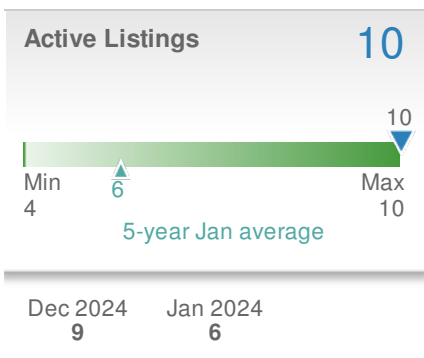 Active Listings 10
10
Min 6 Max
4 10
5-year Jan average
Dec 2024 Jan 2024
9 6